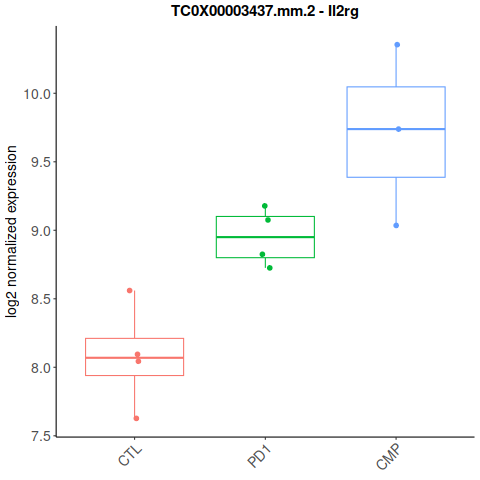 TC0X00003437.mm.2 - Il2rg
log2 normalized expression
10.0
9.5
9.0
8.5
8.0
7.5
CTL
PD1
CMP